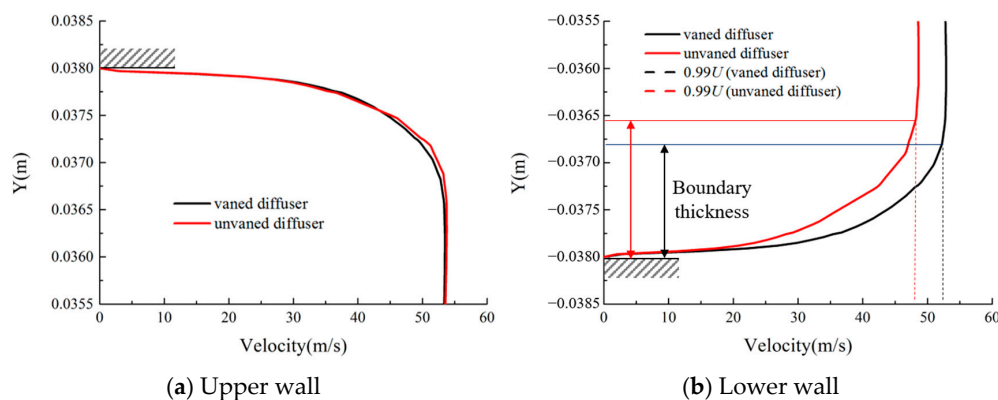 0.0385
0.0380
0.0375
0.0370
0.0365
0.0360
0.0355
Y(m)
vaned diffuser
unvaned diffuser
0 10 20 30 40 50 60
Velocity(m/s)
(a) Upper wall
−0.0355
−0.0360
−0.0365
−0.0370
−0.0375
−0.0380
−0.0385
Y(m)
vaned diffuser
unvaned diffuser
0.99U (vaned diffuser)
0.99U (unvaned diffuser)
Boundary
thickness
0 10 20 30 40 50 60
Velocity(m/s)
(b) Lower wall